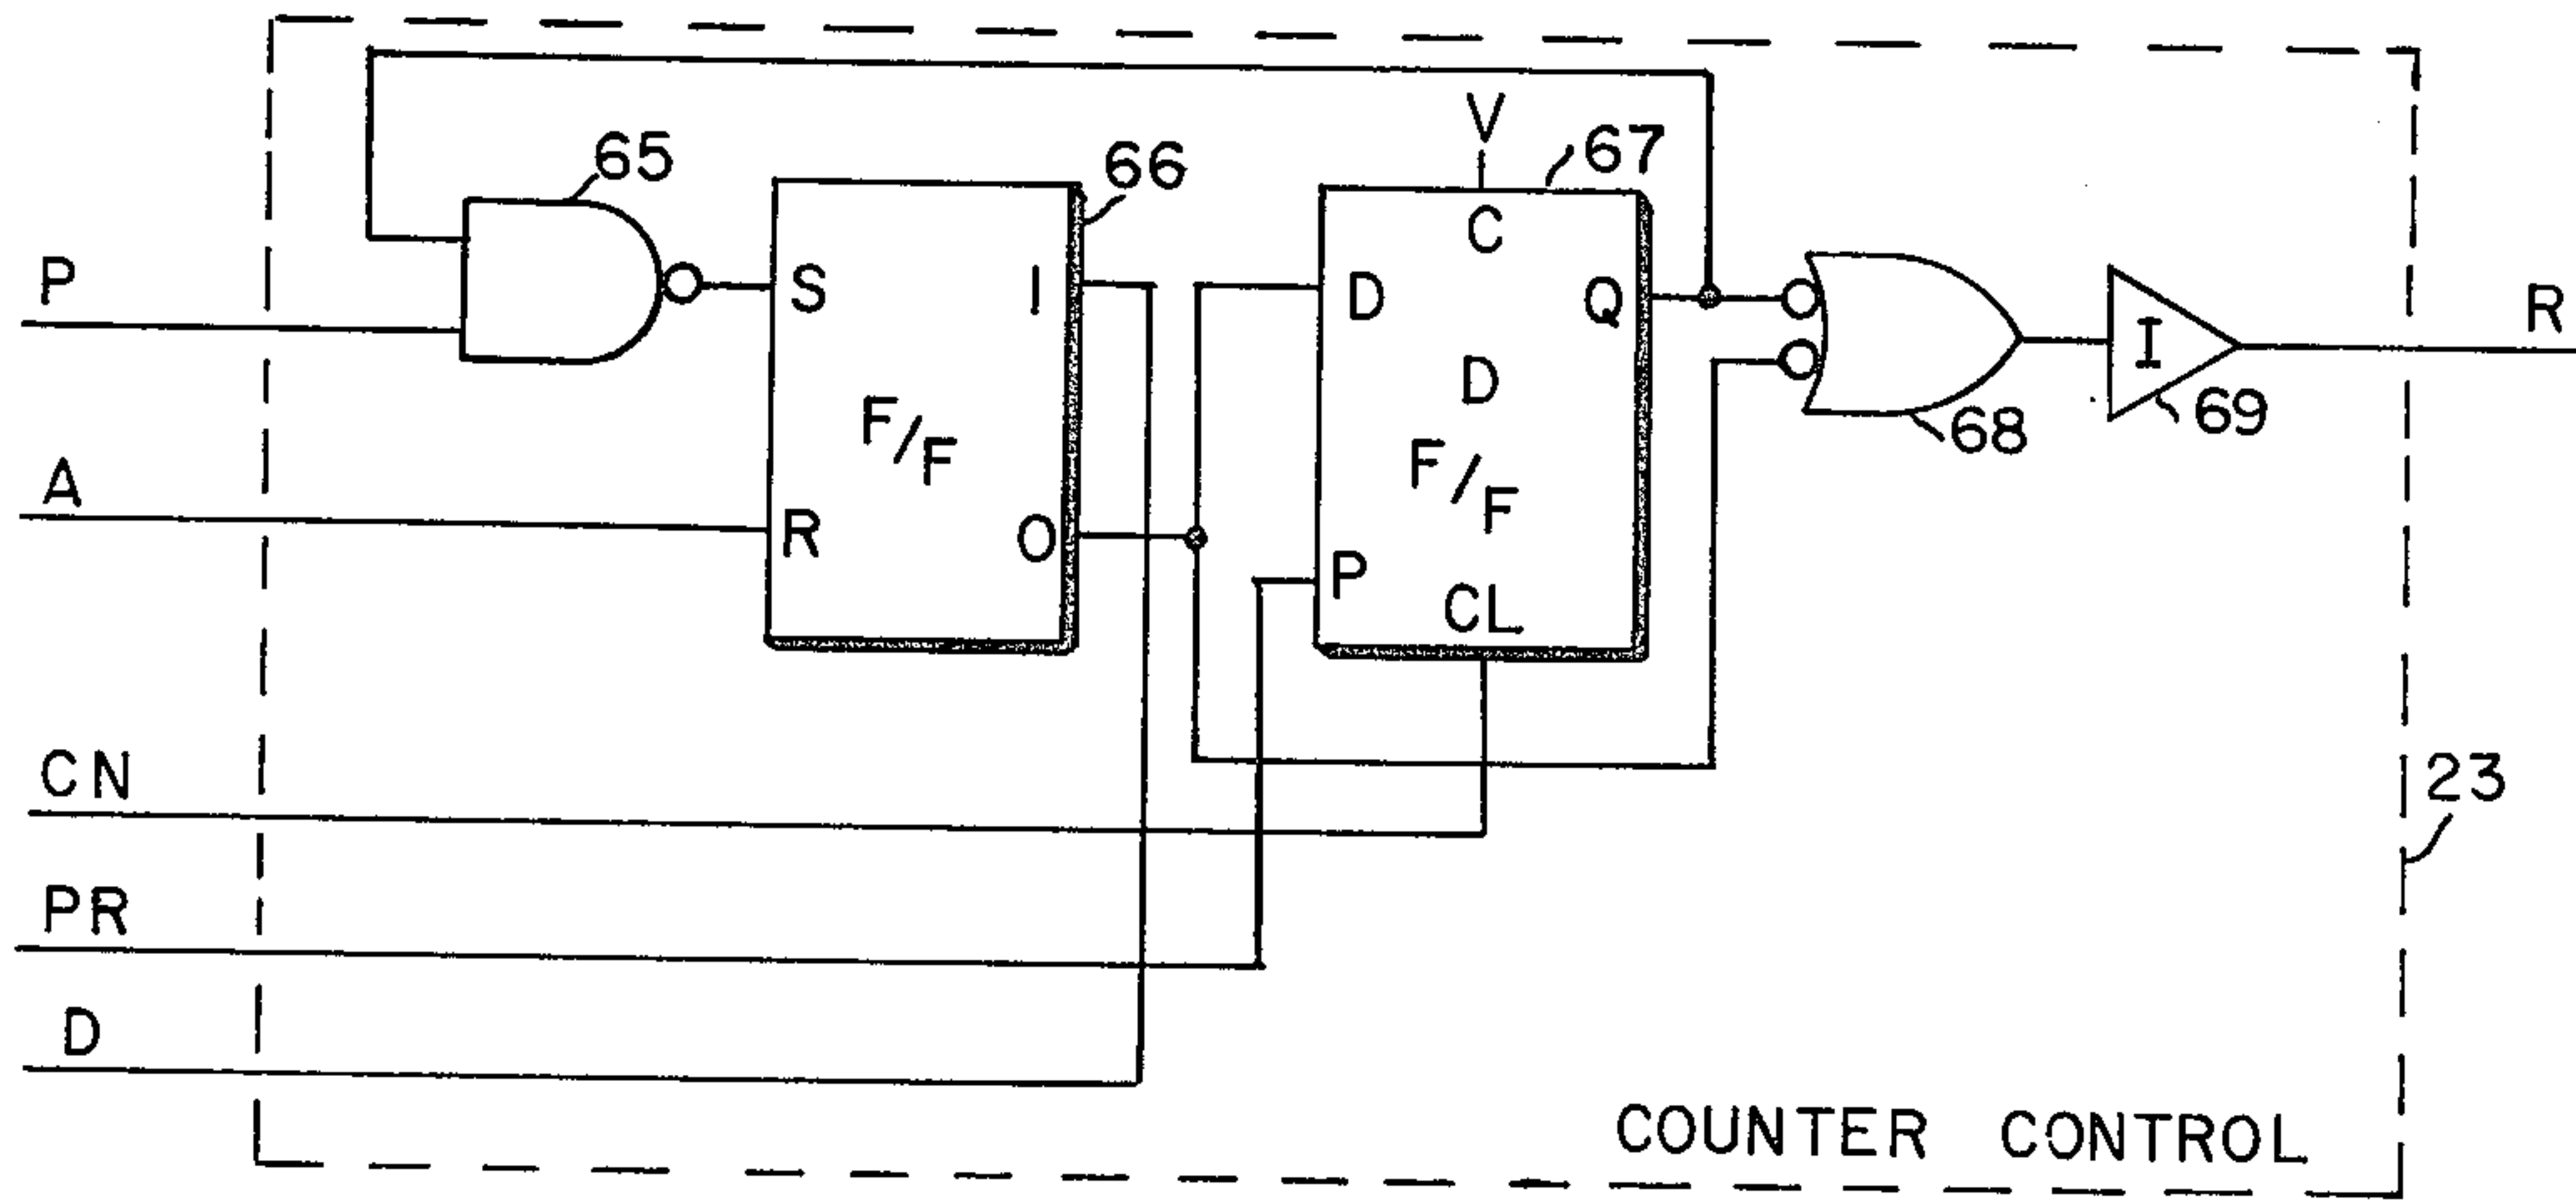 V
65
66
67
P
S
I
C
D
Q
R
D
F/F
F/F
I
69
68
A
R
O
P
CL
CN
23
PR
D
COUNTER CONTROL